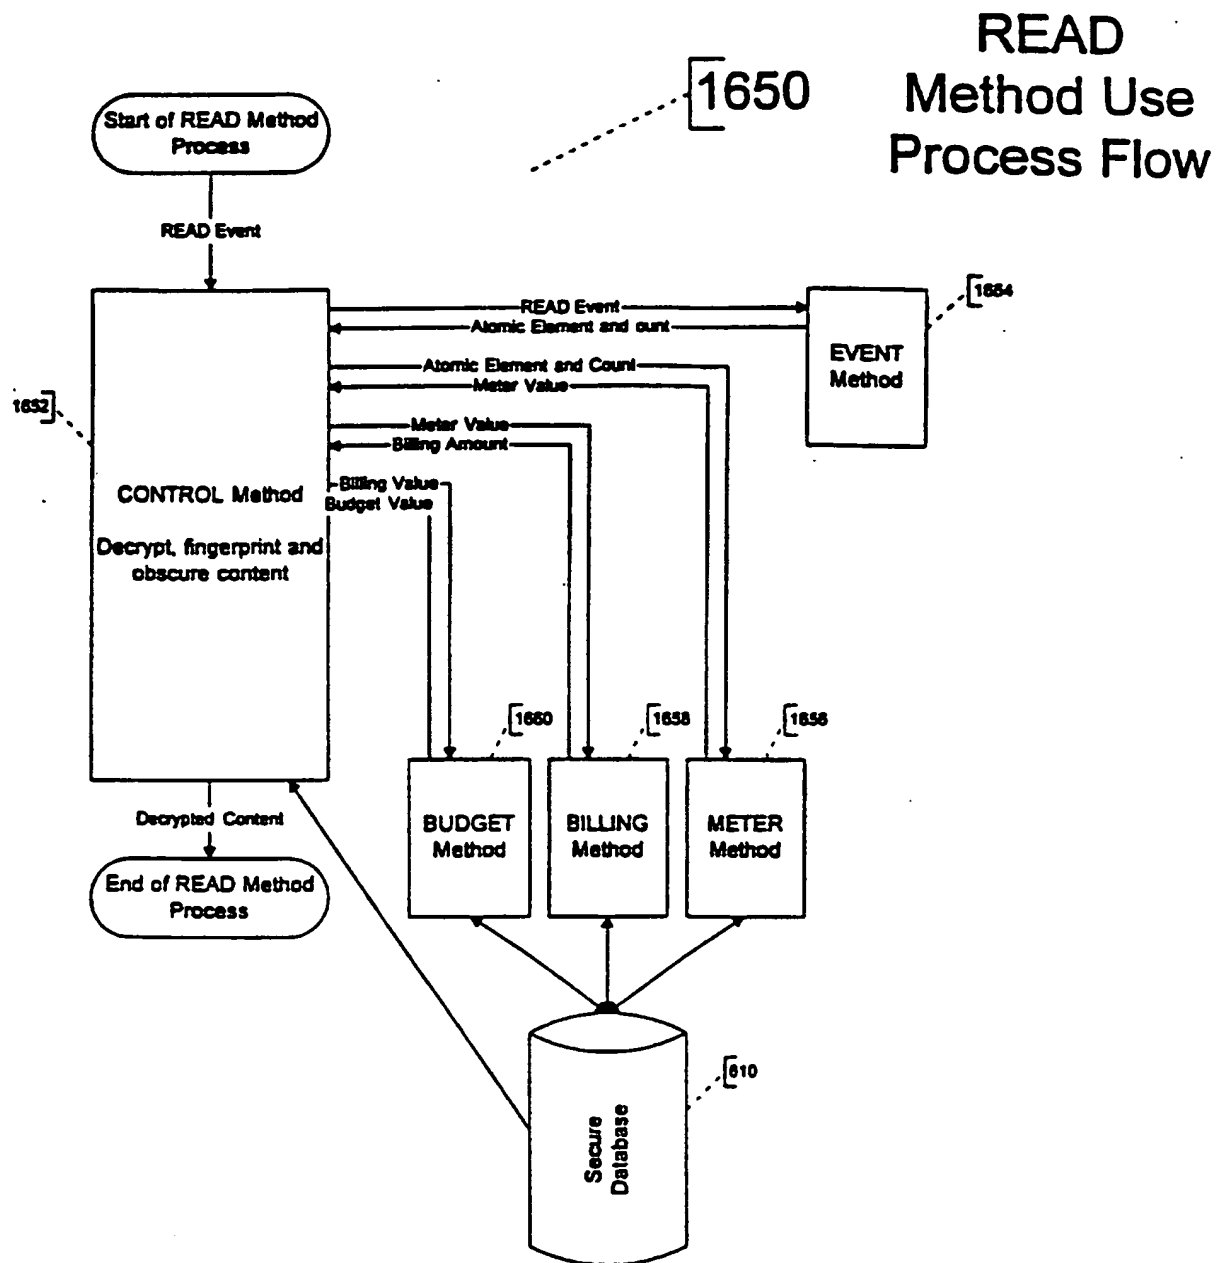 READ
Method Use
Process Flow
1650
Start of READ Method
Process
READ Event
READ Event
Atomic Element and ount
EVENT
Method
1654
Atomic Element and Count
Meter Value
1652
Meter Value
Billing Amount
Billing Value
Budget Value
CONTROL Method
Decrypt, fingerprint and
obscure content
1660
1658
1656
BUDGET
Method
BILLING
Method
METER
Method
Decrypted Content
End of READ Method
Process
610
Secure
Database